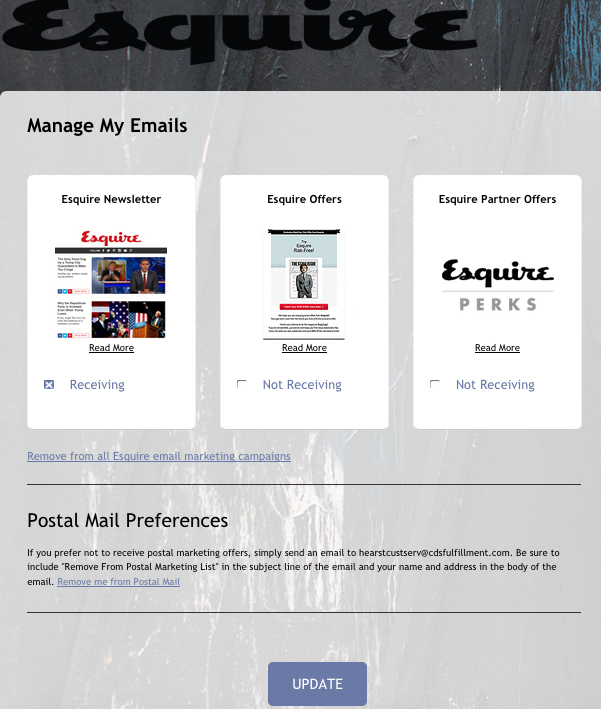 Esquire
Manage My Emails
Esquire Newsletter
Esquire Offers
Esquire Partner Offers
Esquire
Esquire
PERKS
Read More
Read More
Read More
Receiving
Not Receiving
Not Receiving
Remove from all Esquire email marketing campaigns
Postal Mail Preferences
If you prefer not to receive postal marketing offers, simply send an email to hearstcustserv@cdsfulfillment.com. Be sure to
include "Remove From Postal Marketing List" in the subject line of the email and your name and address in the body of the
email. Remove me from Postal Mail
UPDATE